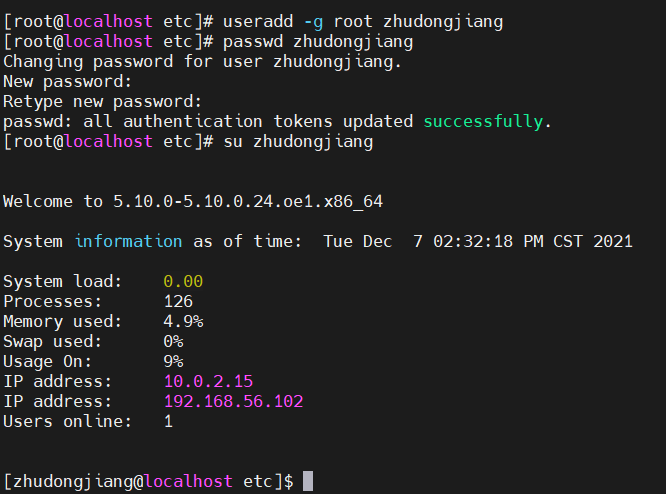 [root@localhost etc]# useradd -g root zhudongjiang
[root@localhost etc]# passwd zhudongjiang
Changing password for user zhudongjiang.
New password:
Retype new password:
passwd: all authentication tokens updated successfully.
[root@localhost etc]# su zhudongjiang
Welcome to 5.10.0-5.10.0.24.oe1.x86_64
System information as of time:  Tue Dec  7 02:32:18 PM CST 2021
System load:    0.00
Processes:      126
Memory used:    4.9%
Swap used:      0%
Usage On:       9%
IP address:     10.0.2.15
IP address:     192.168.56.102
Users online:   1
[zhudongjiang@localhost etc]$